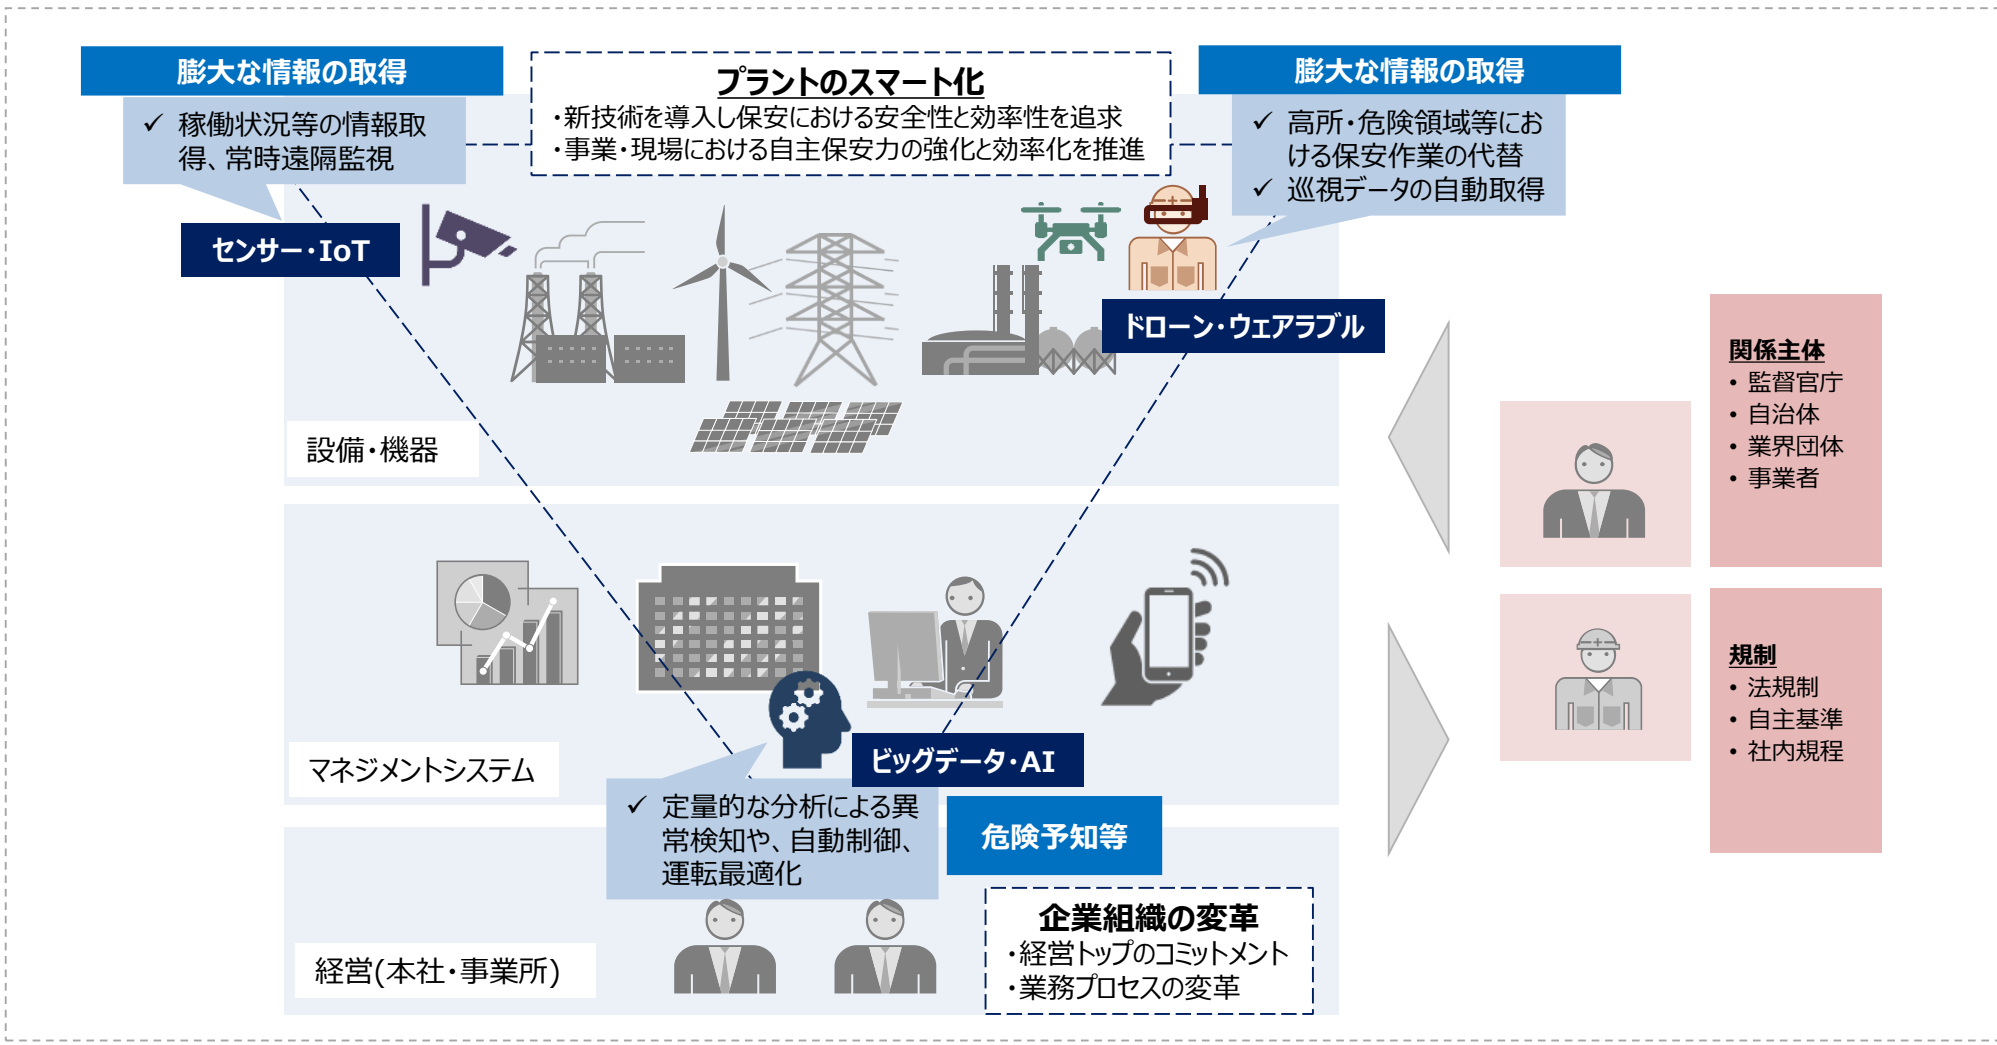 膨大な情報の取得
✓ 稼働状況等の情報取
得、常時遠隔監視
センサー・IoT
プラントのスマート化
・新技術を導入し保安における安全性と効率性を追求
・事業・現場における自主保安力の強化と効率化を推進
膨大な情報の取得
✓ 高所・危険領域等にお
ける保安作業の代替
✓ 巡視データの自動取得
ドローン・ウェアラブル
設備・機器
マネジメントシステム
ビッグデータ・AI
✓ 定量的な分析による異
常検知や、自動制御、
運転最適化
危険予知等
経営(本社・事業所)
企業組織の変革
・経営トップのコミットメント
・業務プロセスの変革
関係主体
• 監督官庁
• 自治体
• 業界団体
• 事業者
規制
• 法規制
• 自主基準
• 社内規程